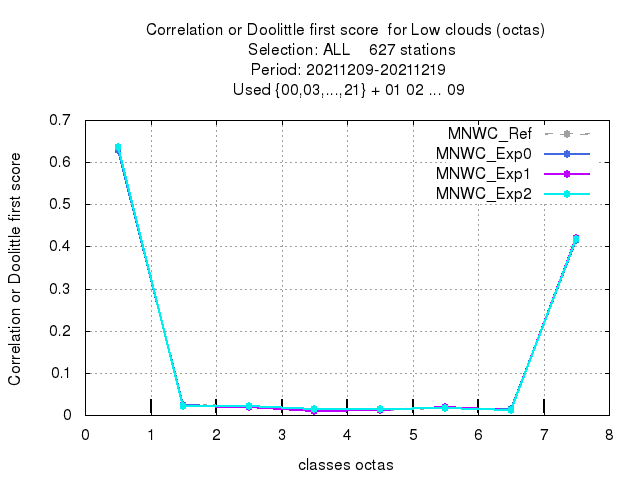 Correlation or Doolittle first score  for Low clouds (octas)
Selection: ALL    627 stations
Period: 20211209-20211219
Used {00,03,...,21} + 01 02 ... 09
Correlation or Doolittle first score
0.7
0.6
0.5
0.4
0.3
0.2
0.1
0
MNWC_Ref
MNWC_Exp0
MNWC_Exp1
MNWC_Exp2
0 1 2 3 4 5 6 7 8
classes octas